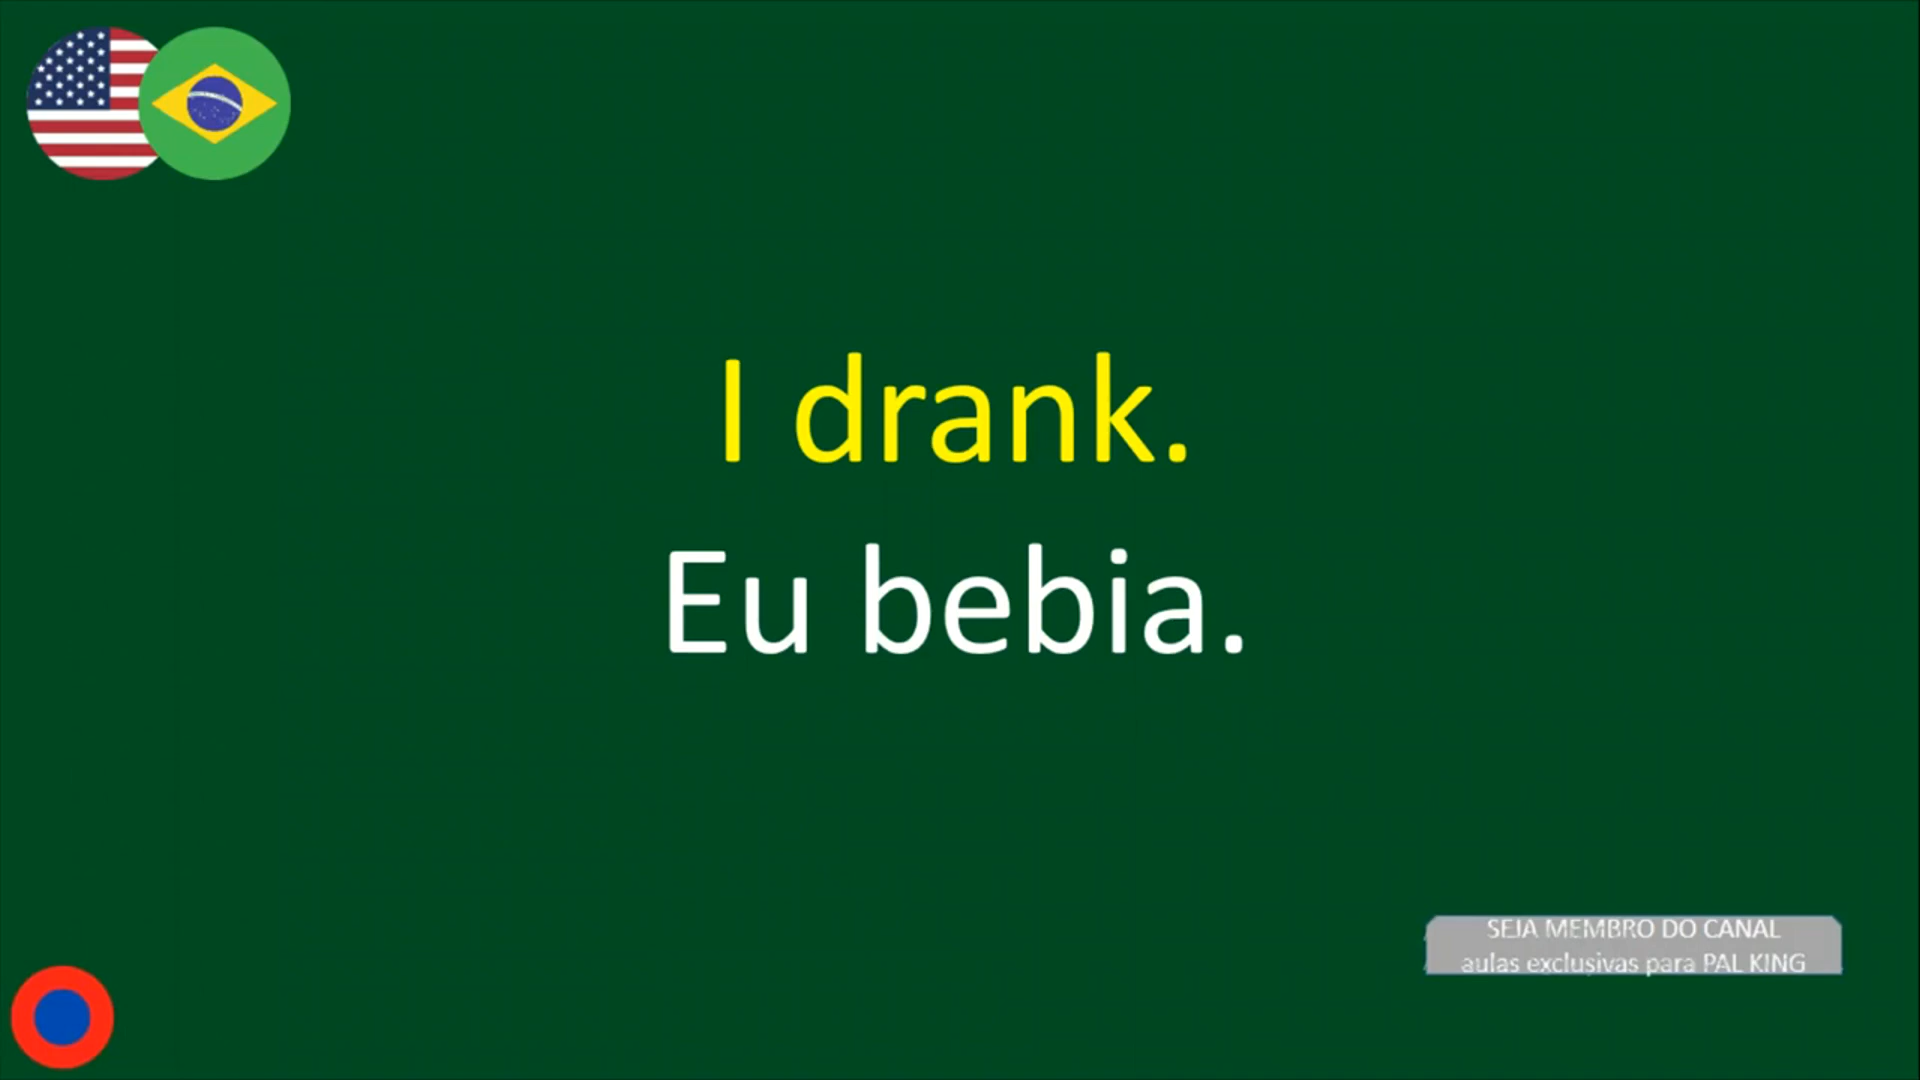 I drank.
Eu bebia.
SEJA MEMBRO DO CANAL
aulas exclusivas para PAL KING